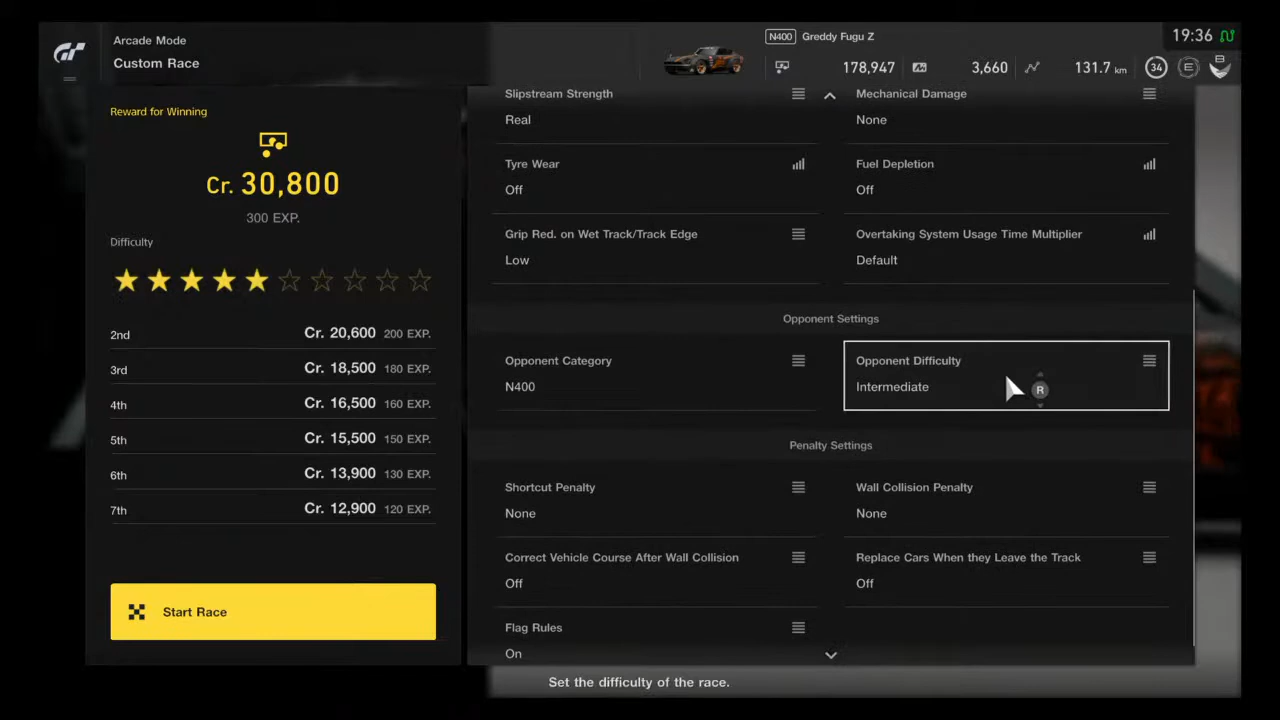 Arcade Mode
Custom Race
N400 Greddy Fugu Z
178,947
3,660
131.7 km
34
E
B
19:36
Reward for Winning
Cr. 30,800
300 EXP.
Difficulty
2nd Cr. 20,600 200 EXP.
3rd Cr. 18,500 180 EXP.
4th Cr. 16,500 160 EXP.
5th Cr. 15,500 150 EXP.
6th Cr. 13,900 130 EXP.
7th Cr. 12,900 120 EXP.
Start Race
Slipstream Strength
Real
Mechanical Damage
None
Tyre Wear
Off
Fuel Depletion
Off
Grip Red. on Wet Track/Track Edge
Low
Overtaking System Usage Time Multiplier
Default
Opponent Settings
Opponent Category
N400
Opponent Difficulty
Intermediate
R
Penalty Settings
Shortcut Penalty
None
Wall Collision Penalty
None
Correct Vehicle Course After Wall Collision
Off
Replace Cars When they Leave the Track
Off
Flag Rules
On
Set the difficulty of the race.